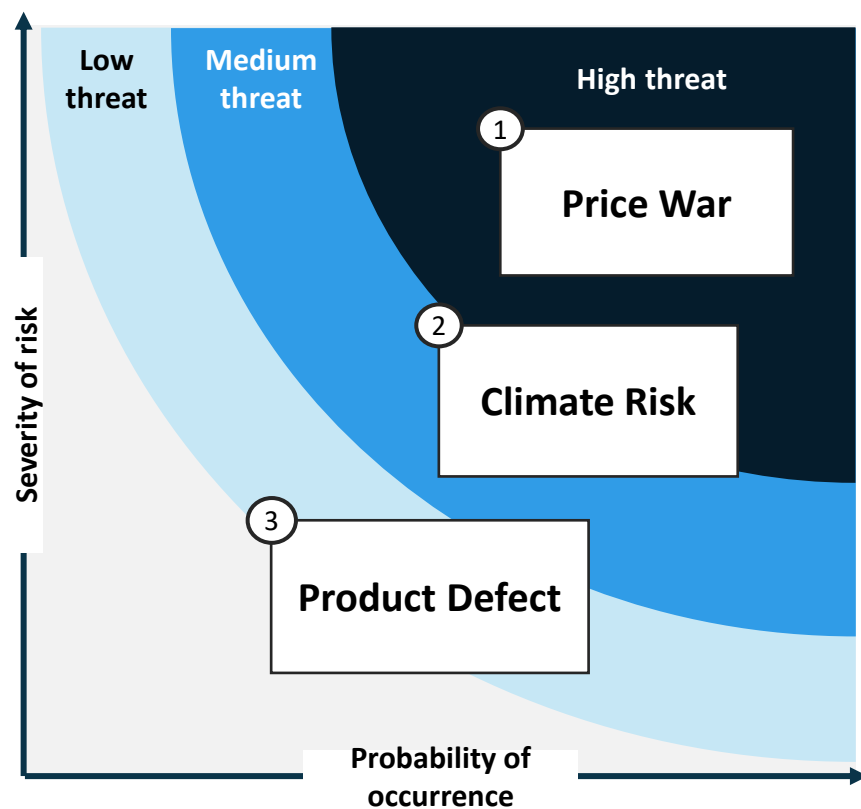 Low
threat
Medium
threat
High threat
1
Price War
2
Climate Risk
3
Product Defect
Severity of risk
Probability of
occurrence